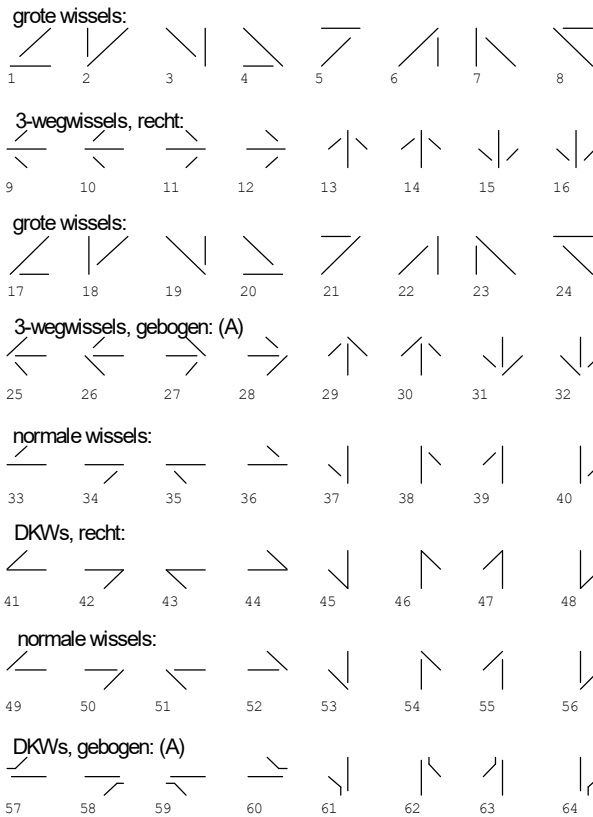 grote wissels:
1 2 3 4 5 6 7 8
3-wegwissels, recht:
9 10 11 12 13 14 15 16
grote wissels:
17 18 19 20 21 22 23 24
3-wegwissels, gebogen: (A)
25 26 27 28 29 30 31 32
normale wissels:
33 34 35 36 37 38 39 40
DKWs, recht:
41 42 43 44 45 46 47 48
normale wissels:
49 50 51 52 53 54 55 56
DKWs, gebogen: (A)
57 58 59 60 61 62 63 64